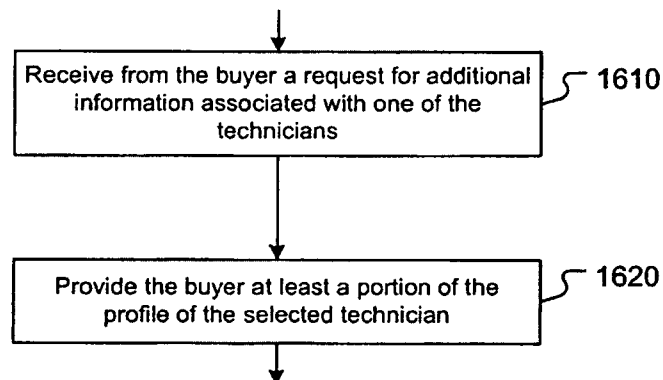 Receive from the buyer a request for additional
information associated with one of the
technicians
1610
Provide the buyer at least a portion of the
profile of the selected technician
1620